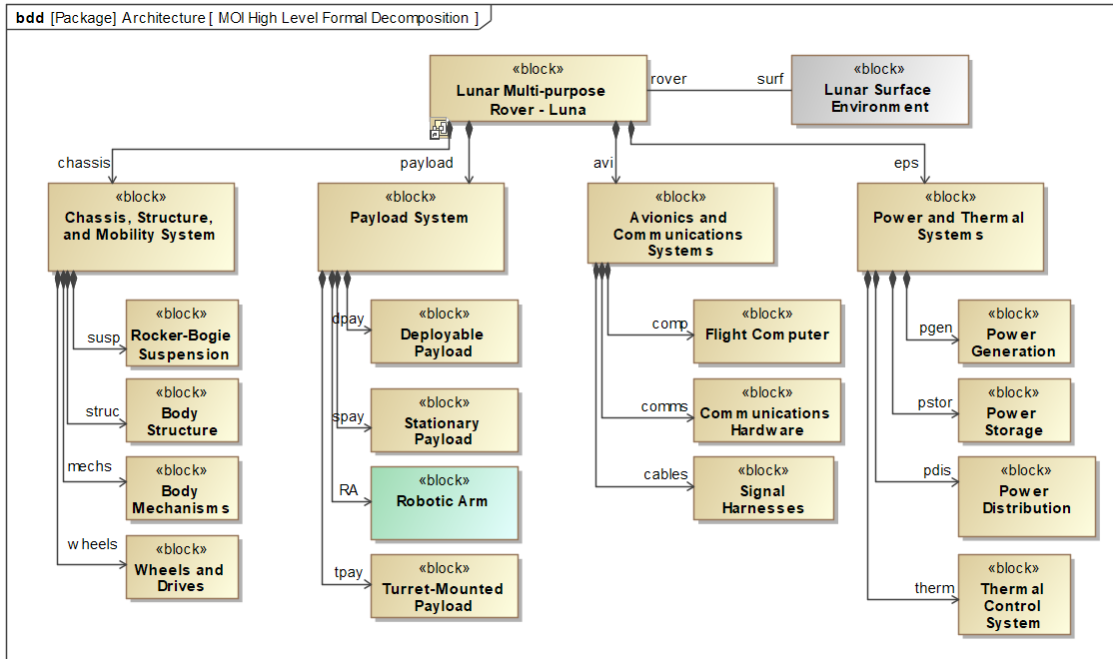 bdd [Package] Architecture [ MOI High Level Formal Decomposition ]
«block»
Lunar Multi-purpose
Rover - Luna
rover
surf
«block»
Lunar Surface
Environment
chassis
payload
avi
eps
«block»
Chassis, Structure,
and Mobility System
«block»
Payload System
«block»
Avionics and
Communications
Systems
«block»
Power and Thermal
Systems
susp
«block»
Rocker-Bogie
Suspension
struc
«block»
Body
Structure
mechs
«block»
Body
Mechanisms
wheels
«block»
Wheels and
Drives
dpay
«block»
Deployable
Payload
spay
«block»
Stationary
Payload
RA
«block»
Robotic Arm
tpay
«block»
Turret-Mounted
Payload
comp
«block»
Flight Computer
comms
«block»
Communications
Hardware
cables
«block»
Signal
Harnesses
pgen
«block»
Power
Generation
pstor
«block»
Power
Storage
pdis
«block»
Power
Distribution
therm
«block»
Thermal
Control
System